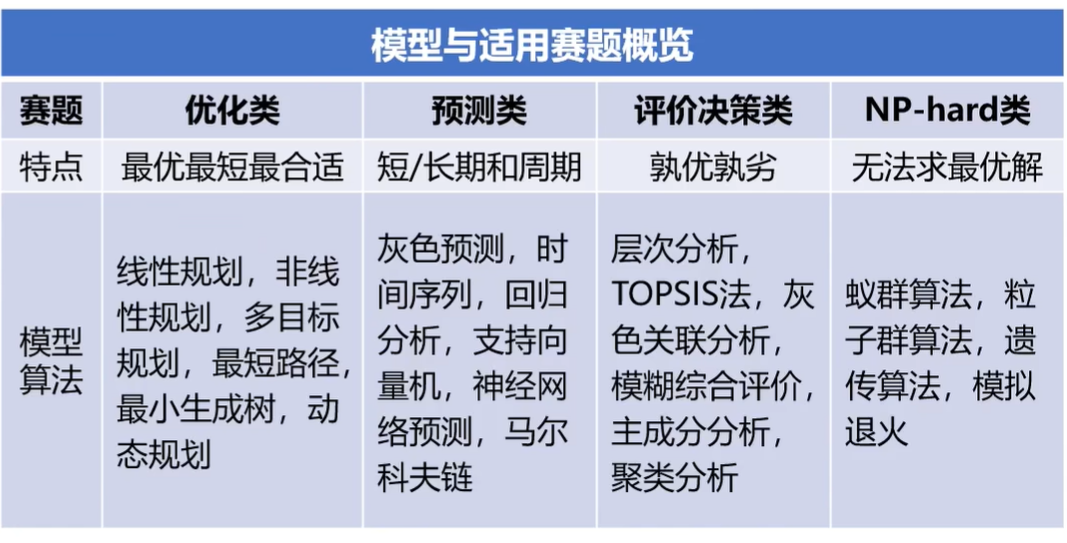 模型与适用赛题概览
赛题
优化类
预测类
评价决策类
NP-hard类
特点
最优最短最合适
短/长期和周期
孰优孰劣
无法求最优解
模型
算法
线性规划，非线
性规划，多目标
规划，最短路径，
最小生成树，动
态规划
灰色预测，时
间序列，回归
分析，支持向
量机，神经网
络预测，马尔
科夫链
层次分析，
TOPSIS法，灰
色关联分析，
模糊综合评价，
主成分分析，
聚类分析
蚁群算法，粒
子群算法，遗
传算法，模拟
退火